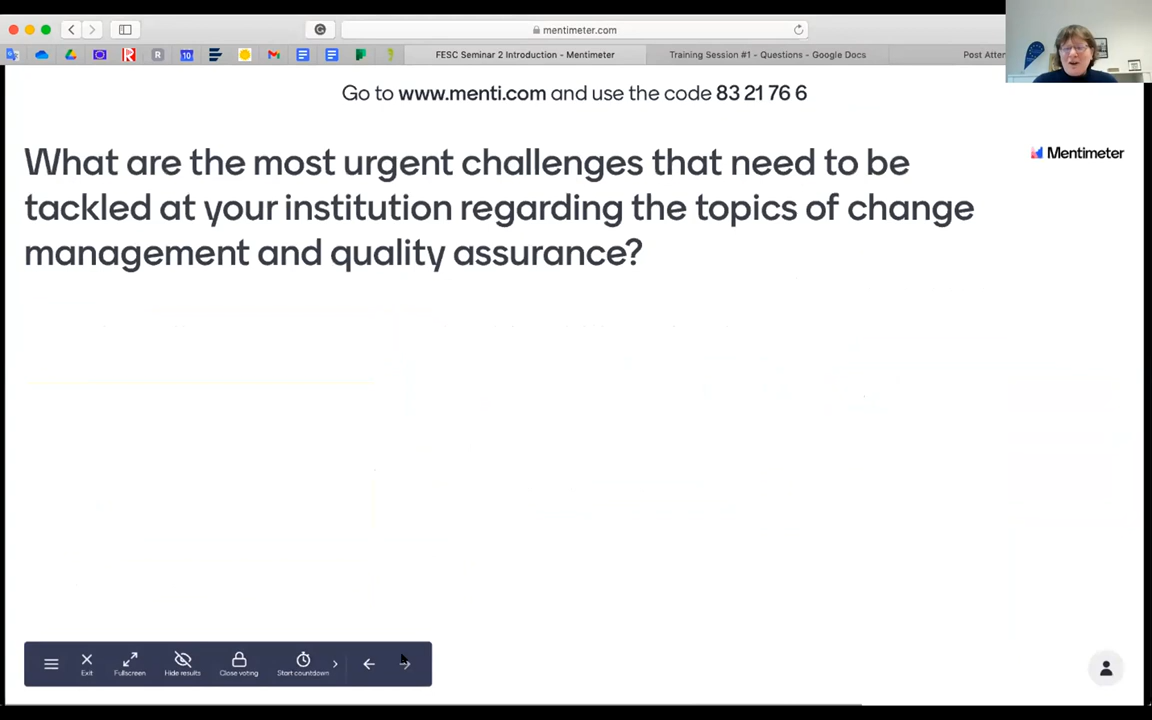 mentimeter.com
10
FESC Seminar 2 Introduction - Mentimeter
Training Session #1 - Questions - Google Docs
Post Atten
Go to www.menti.com and use the code 83 21 76 6
Mentimeter
What are the most urgent challenges that need to be
tackled at your institution regarding the topics of change
management and quality assurance?
Exit
Fullscreen
Hide results
Close voting
Start countdown